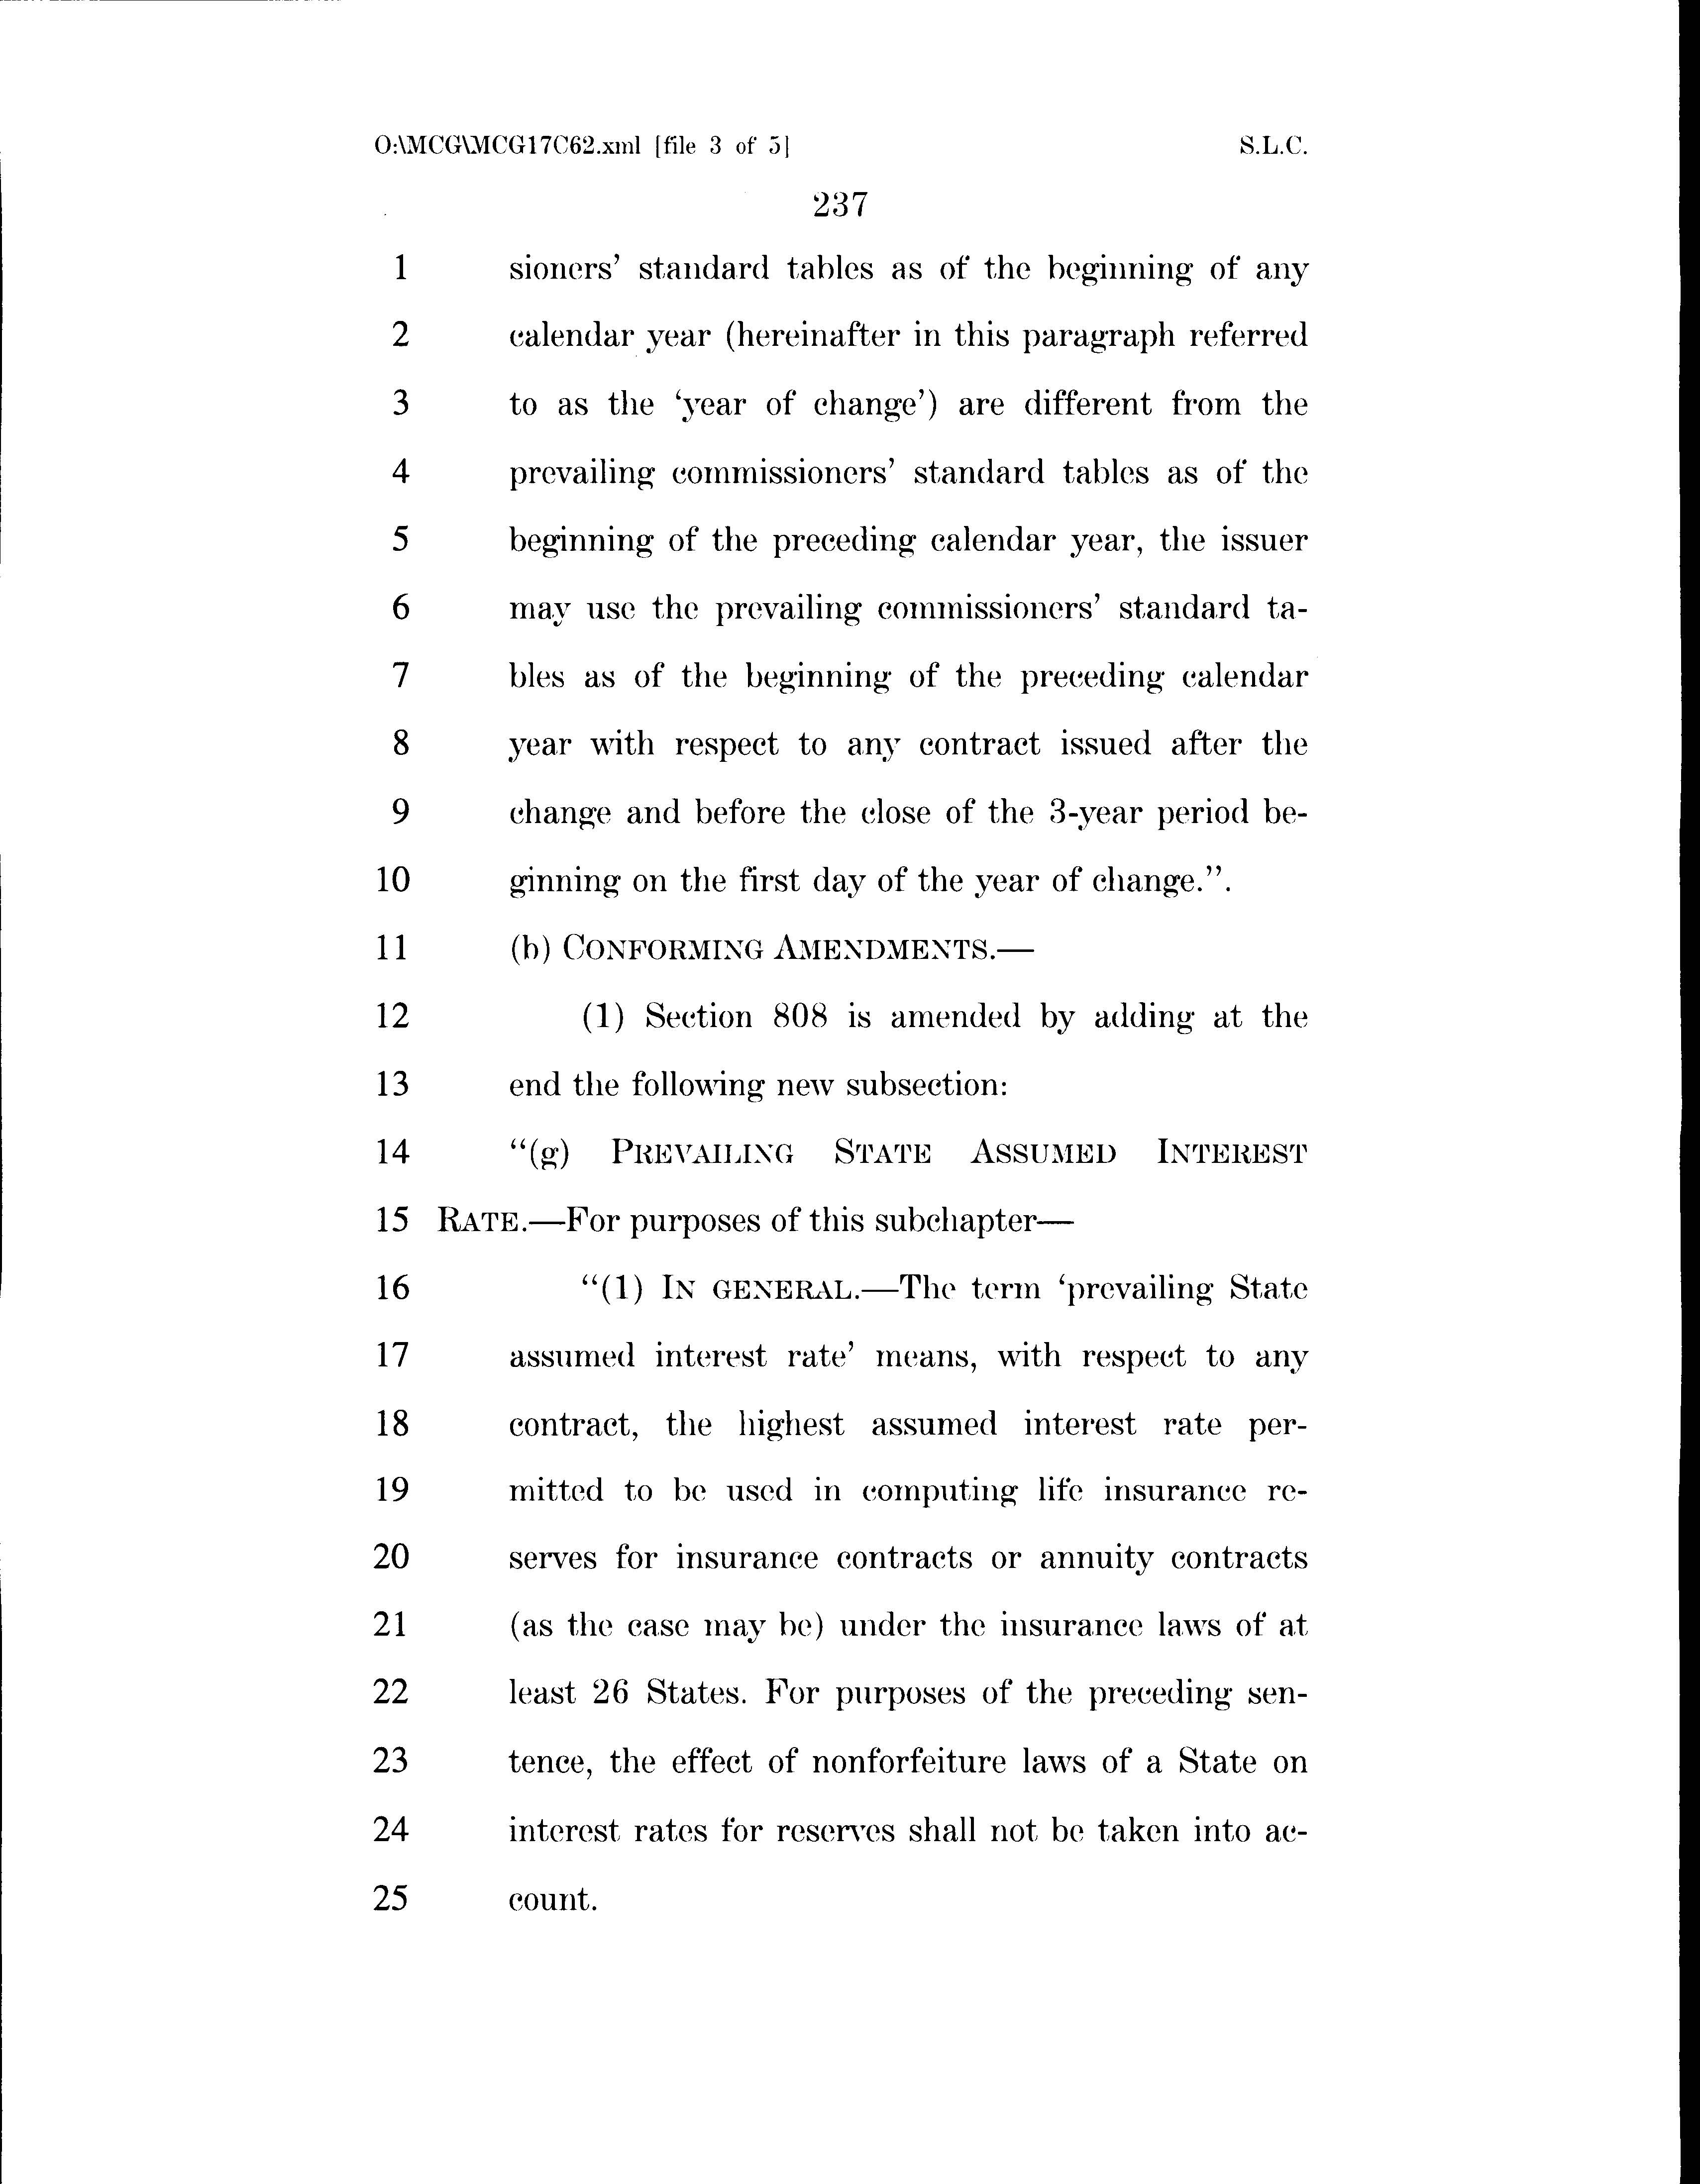 O:\MCG\MCG17C62.xml [file 3 of 5] S.L.C.
237
1 sioners’ standard tables as of the beginning of any
2 calendar year (hereinafter in this paragraph referred
3 to as the ‘year of change’) are different from the
4 prevailing commissioners’ standard tables as of the
5 beginning of the preceding calendar year, the issuer
6 may use the prevailing commissioners’ standard ta-
7 bles as of the beginning of the preceding calendar
8 year with respect to any contract issued after the
9 change and before the close of the 3-year period be-
10 ginning on the first day of the year of change.”.
11 (b) CONFORMING AMENDMENTS.—
12 (1) Section 808 is amended by adding at the
13 end the following new subsection:
14 “(g) PREVAILING STATE ASSUMED INTEREST
15 RATE.—For purposes of this subchapter—
16 “(1) IN GENERAL.—The term ‘prevailing State
17 assumed interest rate’ means, with respect to any
18 contract, the highest assumed interest rate per-
19 mitted to be used in computing life insurance re-
20 serves for insurance contracts or annuity contracts
21 (as the case may be) under the insurance laws of at
22 least 26 States. For purposes of the preceding sen-
23 tence, the effect of nonforfeiture laws of a State on
24 interest rates for reserves shall not be taken into ac-
25 count.